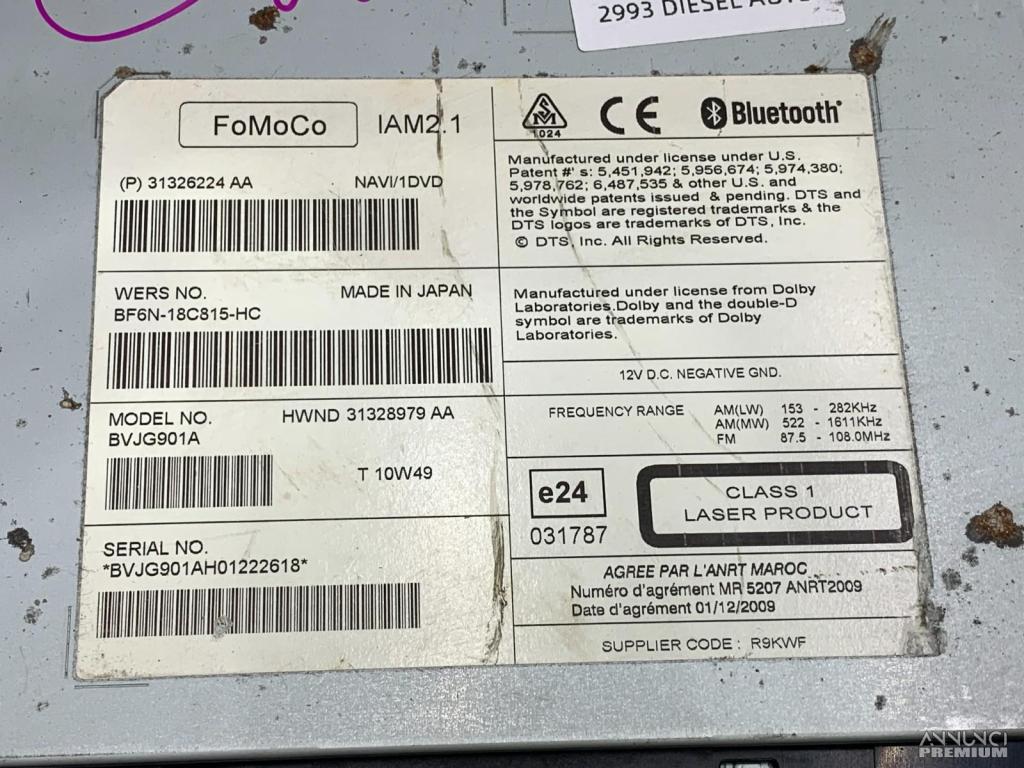 2993 DIESEL AUTO
FoMoCo
IAM2.1
(P) 31326224 AA
NAVI/1DVD
WERS NO.
MADE IN JAPAN
BF6N-18C815-HC
MODEL NO.
HWND 31328979 AA
BVJG901A
T 10W49
SERIAL NO.
*BVJG901AH01222618*
1024
CE
Bluetooth
Manufactured under license under U.S.
Patent #' s: 5,451,942; 5,956,674; 5,974,380;
5,978,762; 6,487,535 & other U.S. and
worldwide patents issued & pending. DTS and
the Symbol are registered trademarks & the
DTS logos are trademarks of DTS, Inc.
© DTS, Inc. All Rights Reserved.
Manufactured under license from Dolby
Laboratories.Dolby and the double-D
symbol are trademarks of Dolby
Laboratories.
12V D.C. NEGATIVE GND.
FREQUENCY RANGE AM(LW) 153 - 282KHz
AM(MW) 522 - 1611KHz
FM 87.5 - 108.0MHz
e24
031787
CLASS 1
LASER PRODUCT
AGREE PAR L'ANRT MAROC
Numéro d'agrément MR 5207 ANRT2009
Date d'agrément 01/12/2009
SUPPLIER CODE : R9KWF
ANNUNCI
PREMIUM